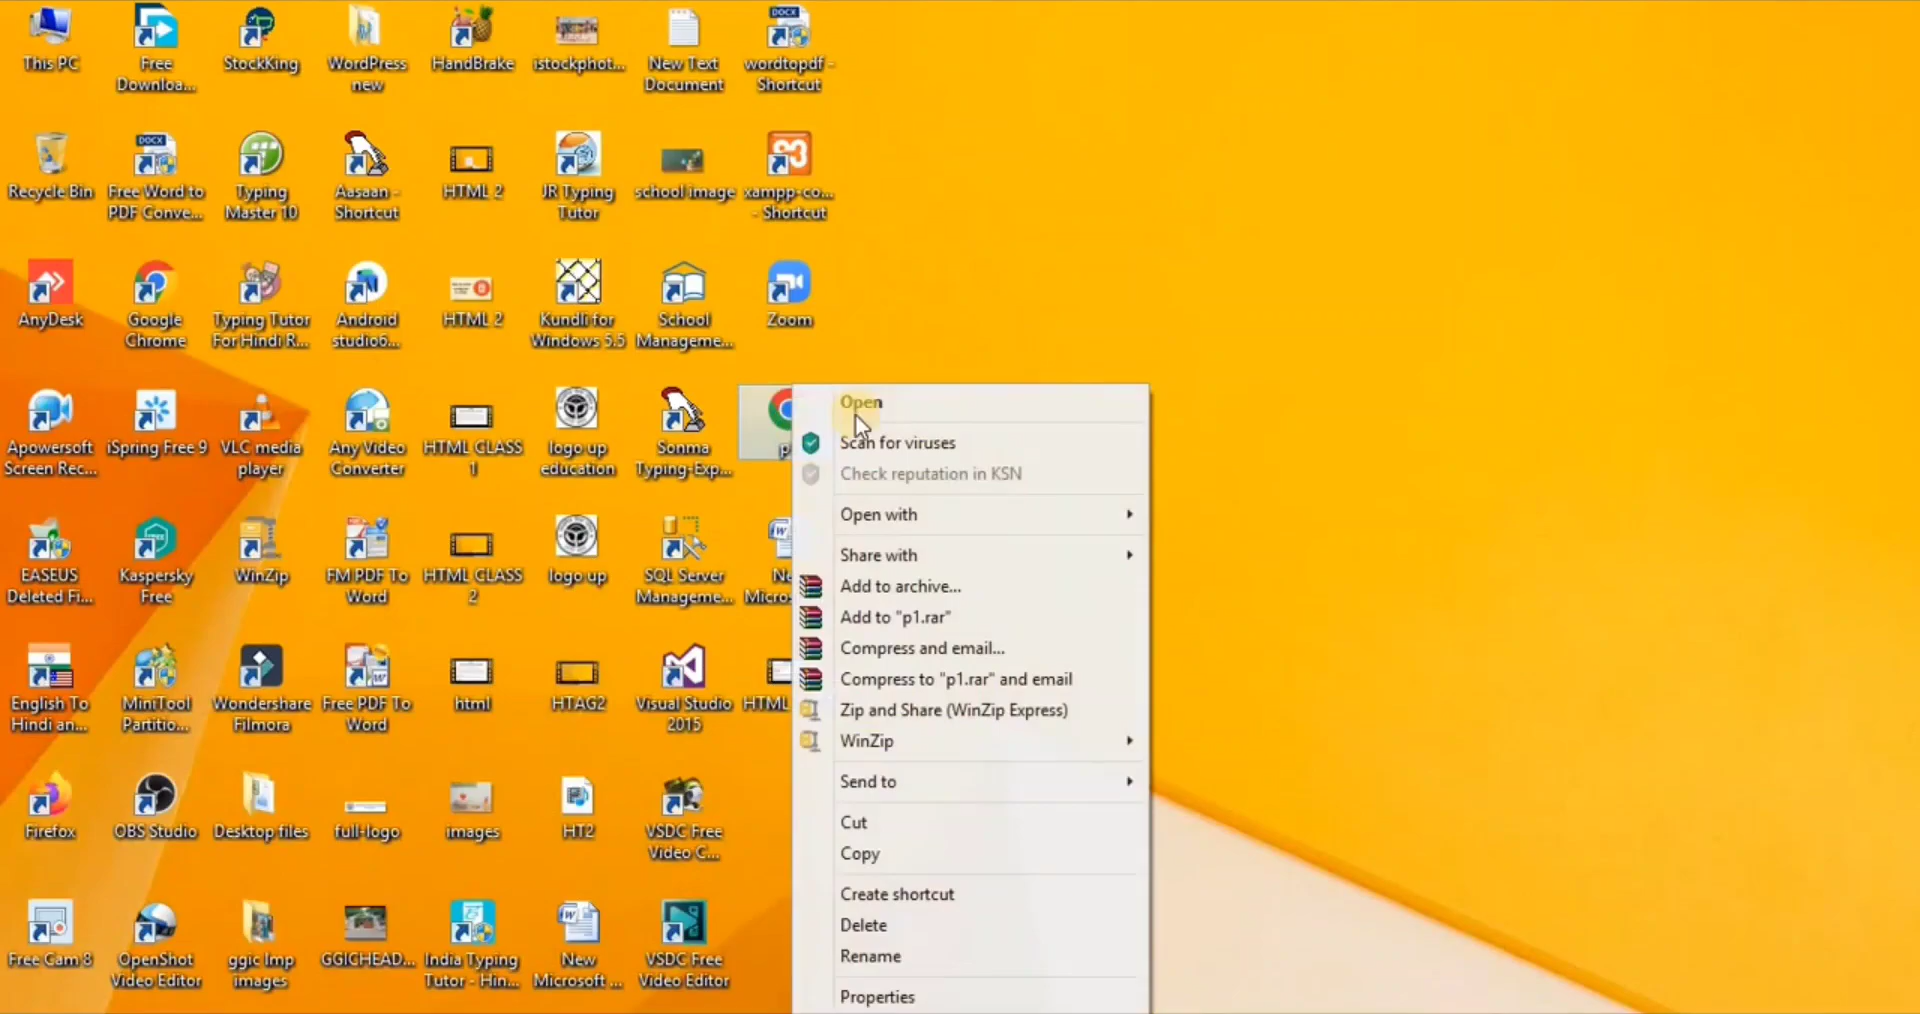 This PC
Free
Downloa...
StockKing
WordPress
new
HandBrake
istockphot...
New Text
Document
wordtopdf -
Shortcut
Recycle Bin
Free Word to
PDF Conve...
Typing
Master 10
Aasaan -
Shortcut
HTML 2
JR Typing
Tutor
school image
xampp-co...
- Shortcut
AnyDesk
Google
Chrome
Typing Tutor
For Hindi R...
Android
studio6...
HTML 2
Kundli for
Windows 5.5
School
Manageme...
Zoom
Apowersoft
Screen Rec...
iSpring Free 9
VLC media
player
Any Video
Converter
HTML CLASS
1
logo up
education
Sonma
Typing-Exp...
EASEUS
Deleted Fi...
Kaspersky
Free
WinZip
FM PDF To
Word
HTML CLASS
2
logo up
SQL Server
Manageme...
English To
Hindi an...
MiniTool
Partitio...
Wondershare
Filmora
Free PDF To
Word
html
HTAG2
Visual Studio
2015
HTML
Firefox
OBS Studio
Desktop files
full-logo
images
HT2
VSDC Free
Video C...
Free Cam 8
OpenShot
Video Editor
ggic Imp
images
GGICHEAD...
India Typing
Tutor - Hin...
New
Microsoft ...
VSDC Free
Video Editor
Open
Scan for viruses
Check reputation in KSN
Open with
Share with
Add to archive...
Add to "p1.rar"
Compress and email...
Compress to "p1.rar" and email
Zip and Share (WinZip Express)
WinZip
Send to
Cut
Copy
Create shortcut
Delete
Rename
Properties